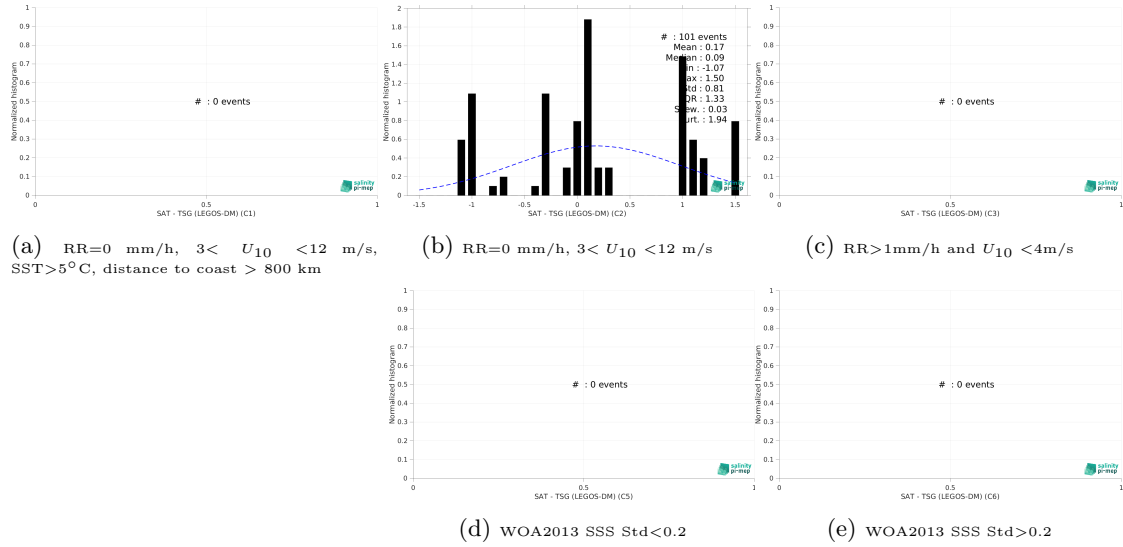 1
0.9
0.8
0.7
0.6
0.5
0.4
0.3
0.2
0.1
0
Normalized histogram
# : 0 events
0
0.5
1
SAT - TSG (LEGOS-DM) (C1)
salinity
pi-mep
2
1.8
1.6
1.4
1.2
1
0.8
0.6
0.4
0.2
0
Normalized histogram
# : 101 events
Mean : 0.17
Median : 0.09
: -1.07
: 1.50
: 0.81
: 1.33
: 0.03
: 1.94
-1.5
-1
-0.5
0
0.5
1
1.5
SAT - TSG (LEGOS-DM) (C2)
salinity
pi-mep
1
0.9
0.8
0.7
0.6
0.5
0.4
0.3
0.2
0.1
0
Normalized histogram
# : 0 events
0
0.5
1
SAT - TSG (LEGOS-DM) (C3)
salinity
pi-mep
(a) RR=0 mm/h, 3< U10 <12 m/s,
SST>5°C, distance to coast > 800 km
(b) RR=0 mm/h, 3< U10 <12 m/s
(c) RR>1mm/h and U10 <4m/s
1
0.9
0.8
0.7
0.6
0.5
0.4
0.3
0.2
0.1
0
Normalized histogram
# : 0 events
0
0.5
1
SAT - TSG (LEGOS-DM) (C5)
salinity
pi-mep
1
0.9
0.8
0.7
0.6
0.5
0.4
0.3
0.2
0.1
0
Normalized histogram
# : 0 events
0
0.5
1
SAT - TSG (LEGOS-DM) (C6)
salinity
pi-mep
(d) WOA2013 SSS Std<0.2
(e) WOA2013 SSS Std>0.2